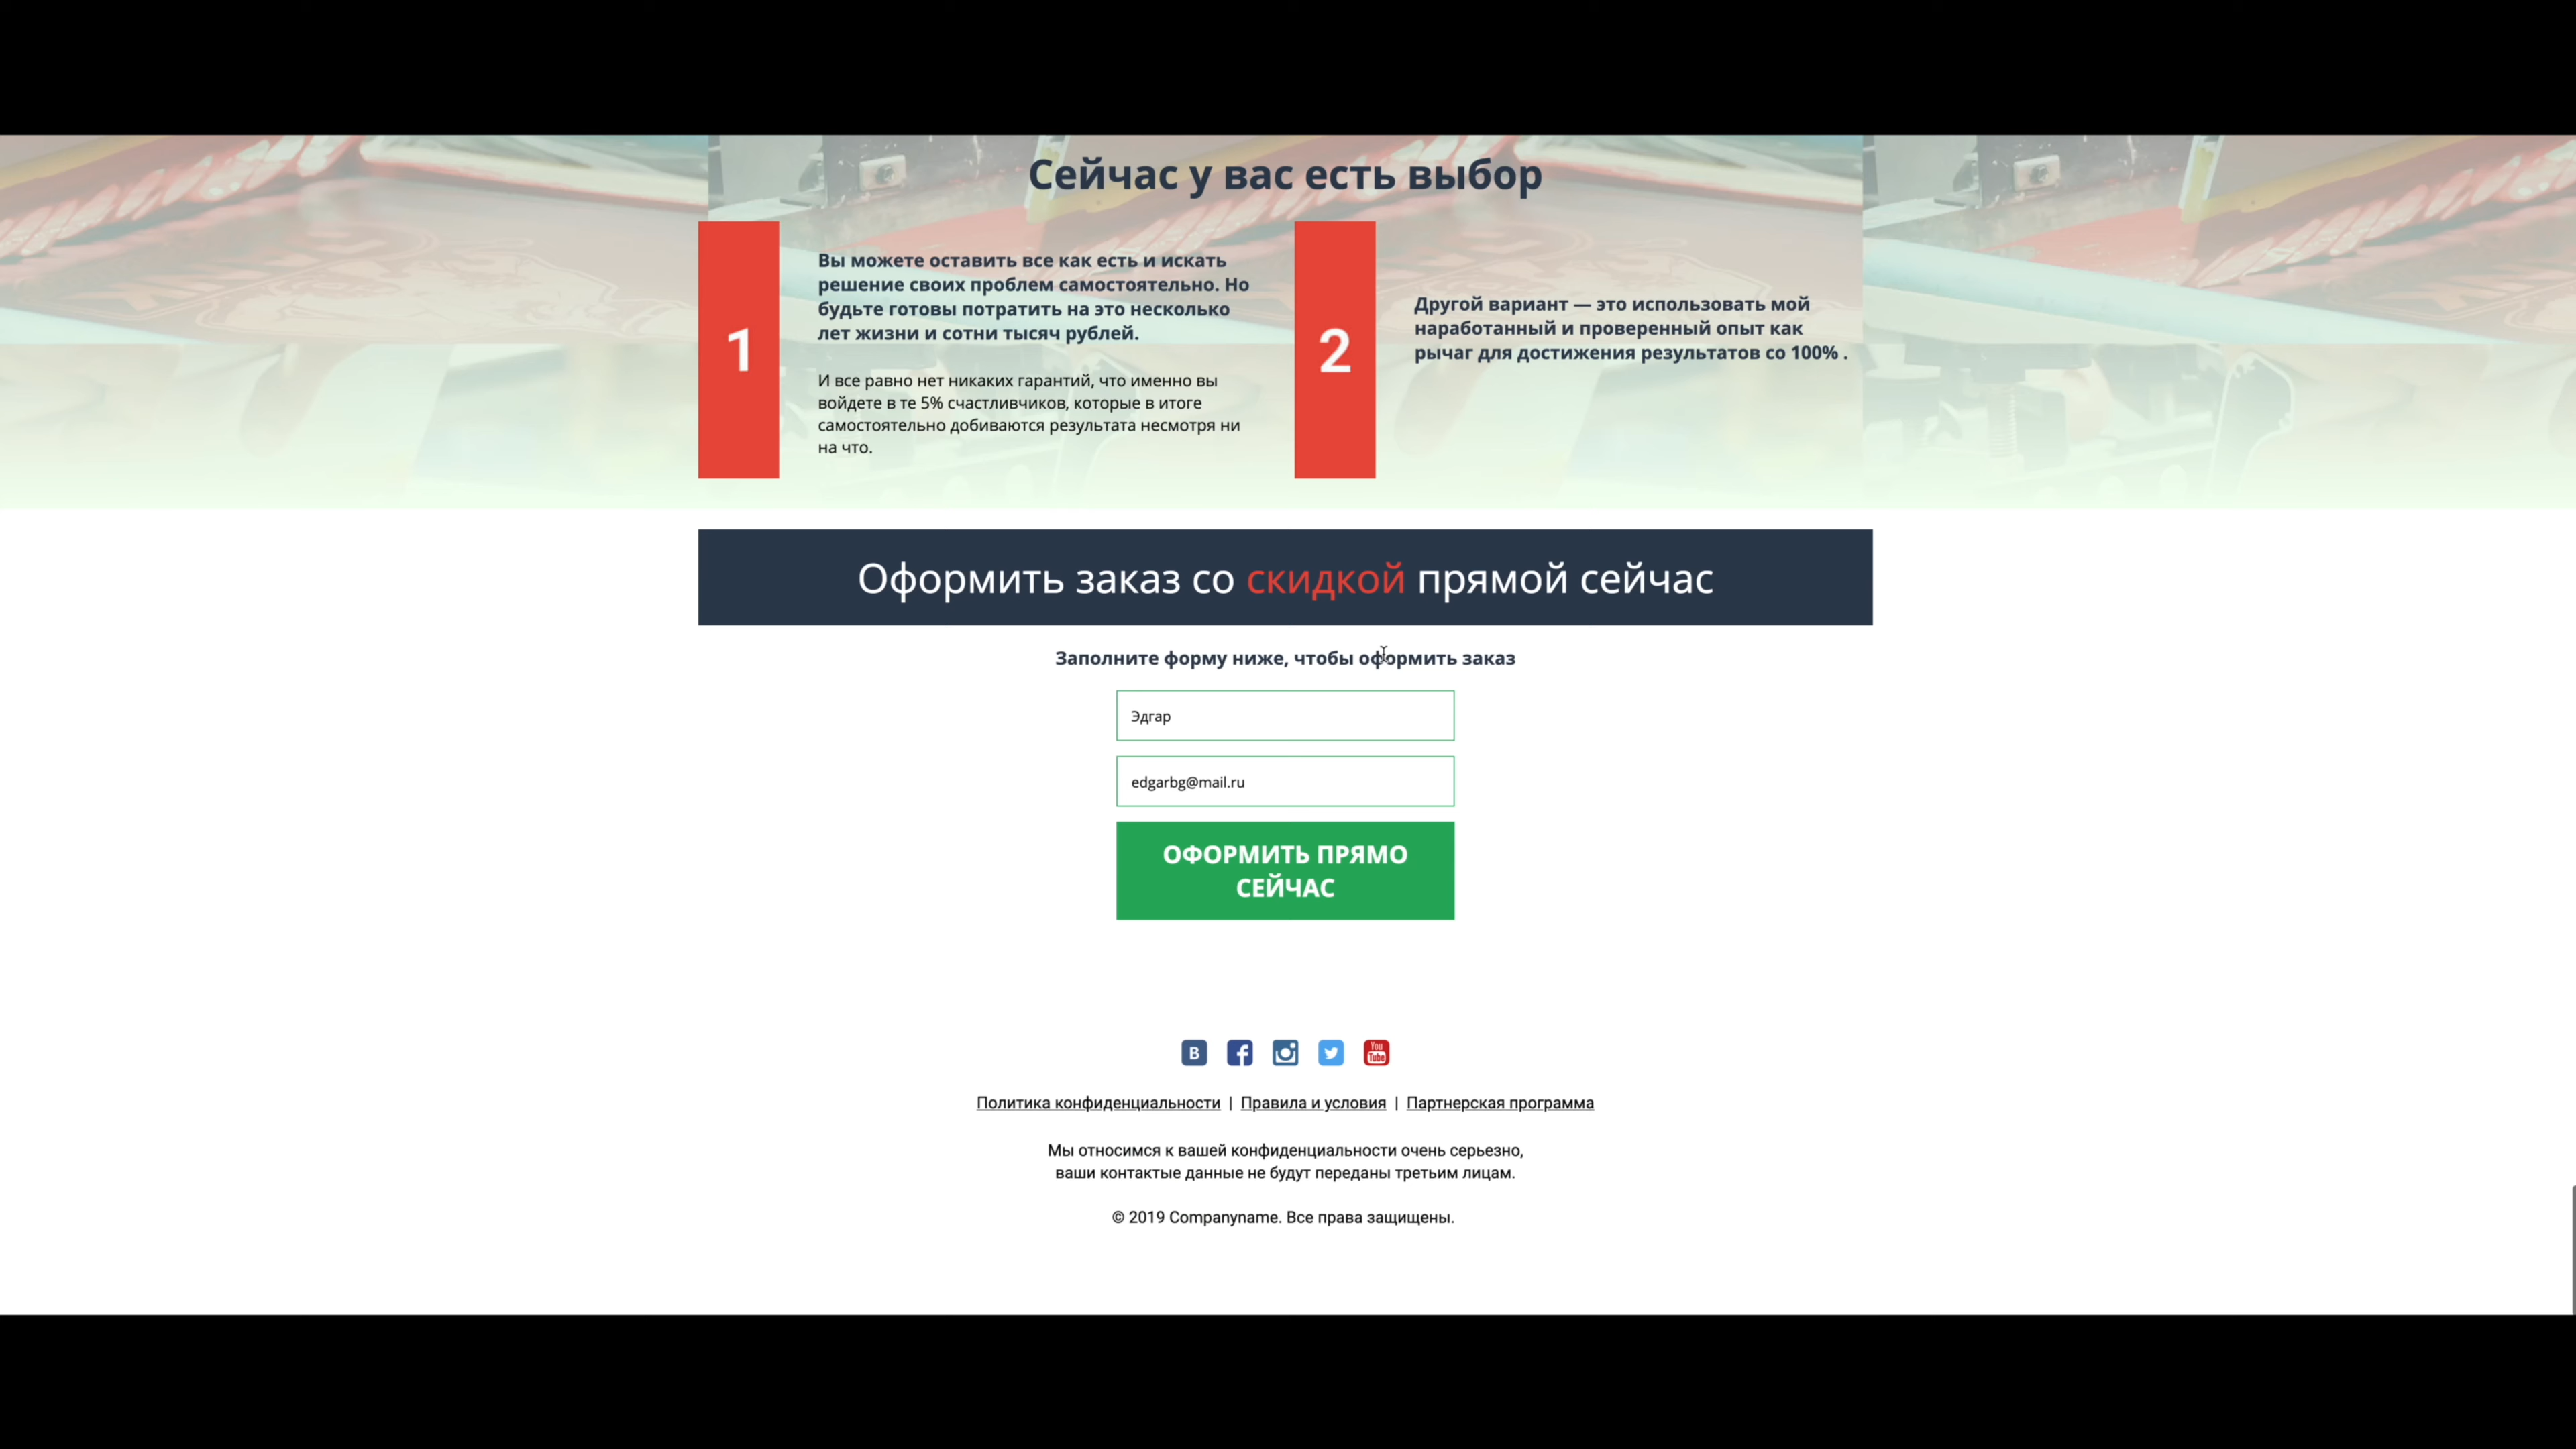 Сейчас у вас есть выбор
1
Вы можете оставить все как есть и искать
решение своих проблем самостоятельно. Но
будьте готовы потратить на это несколько
лет жизни и сотни тысяч рублей.
И все равно нет никаких гарантий, что именно вы
войдете в те 5% счастливчиков, которые в итоге
самостоятельно добиваются результата несмотря ни
на что.
2
Другой вариант — это использовать мой
наработанный и проверенный опыт как
рычаг для достижения результатов со 100% .
Оформить заказ со скидкой прямой сейчас
Заполните форму ниже, чтобы оформить заказ
Эдгар
edgarbg@mail.ru
ОФОРМИТЬ ПРЯМО
СЕЙЧАС
B
You
Tube
Политика конфиденциальности | Правила и условия | Партнерская программа
Мы относимся к вашей конфиденциальности очень серьезно,
ваши контактые данные не будут переданы третьим лицам.
© 2019 Companyname. Все права защищены.